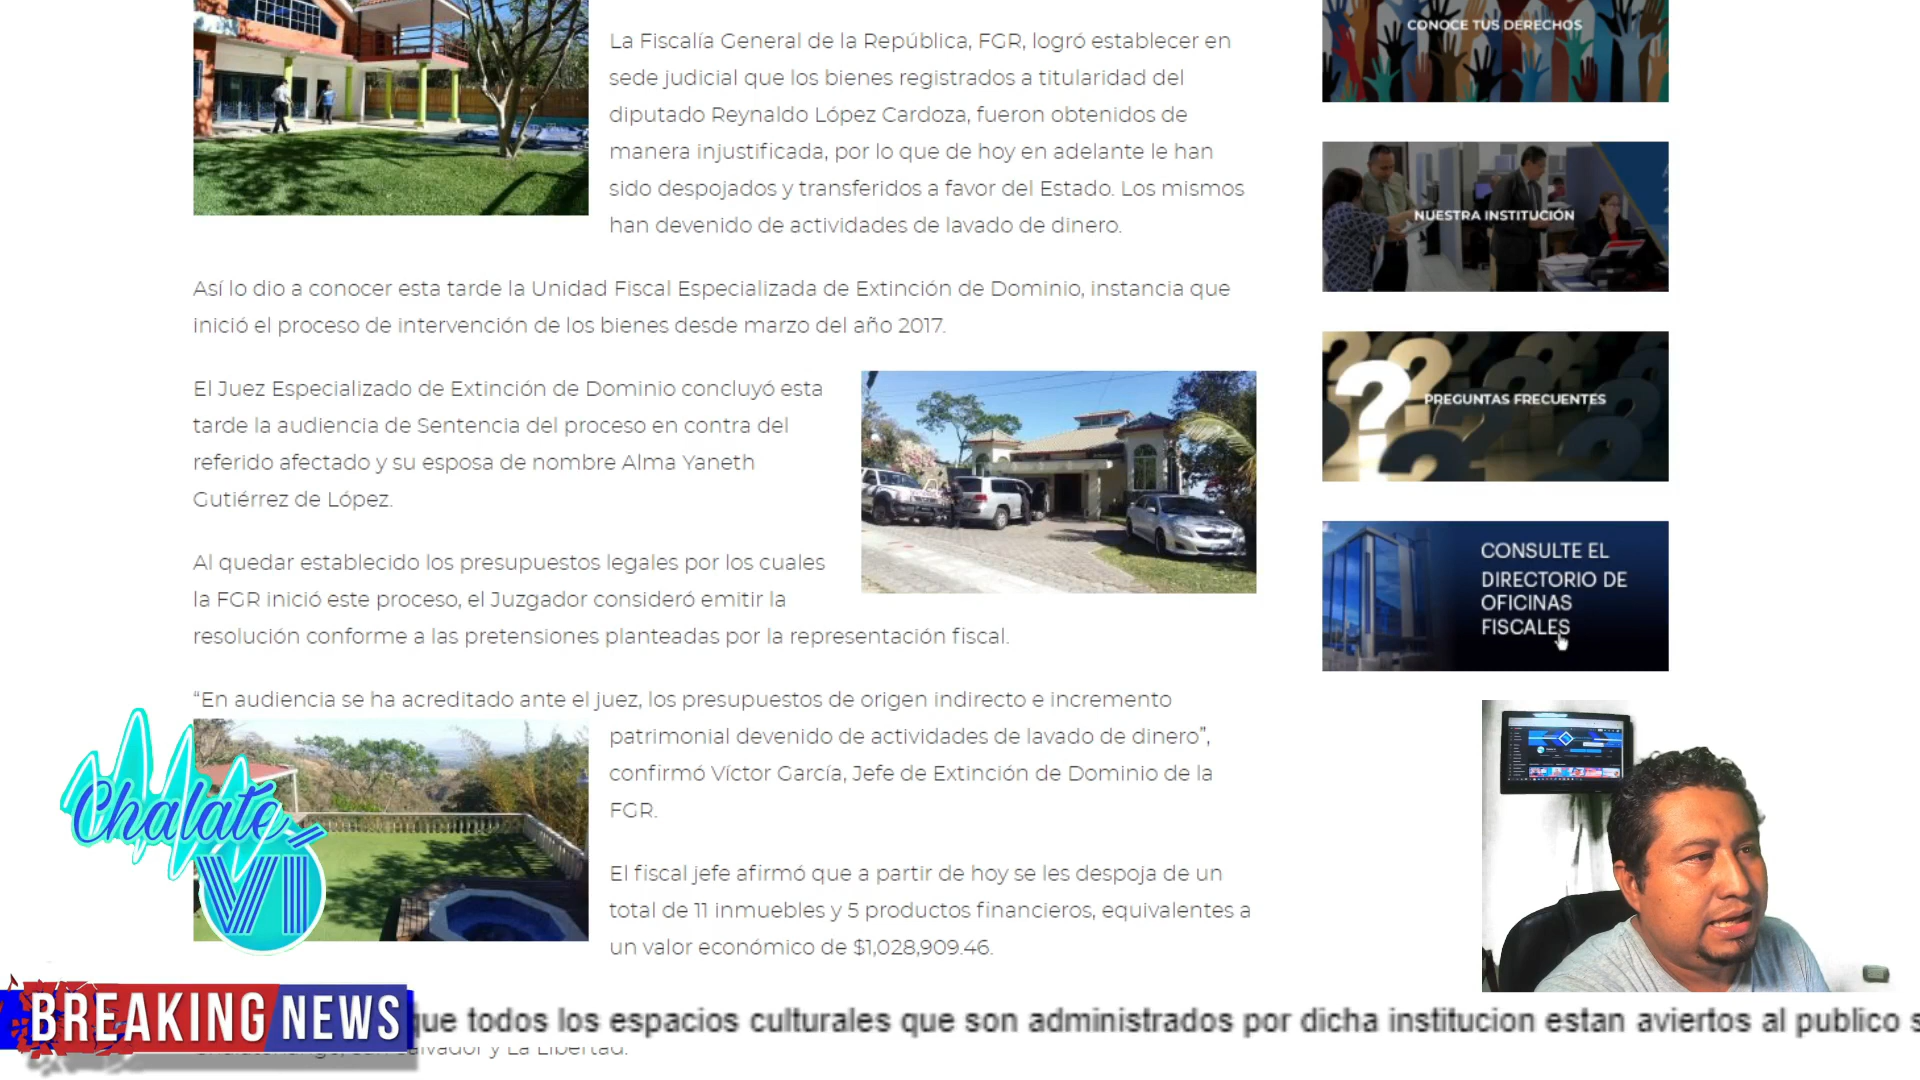 La Fiscalía General de la República, FGR, logró establecer en
sede judicial que los bienes registrados a titularidad del
diputado Reynaldo López Cardoza, fueron obtenidos de
manera injustificada, por lo que de hoy en adelante le han
sido despojados y transferidos a favor del Estado. Los mismos
han devenido de actividades de lavado de dinero.
Así lo dio a conocer esta tarde la Unidad Fiscal Especializada de Extinción de Dominio, instancia que
inició el proceso de intervención de los bienes desde marzo del año 2017.
El Juez Especializado de Extinción de Dominio concluyó esta
tarde la audiencia de Sentencia del proceso en contra del
referido afectado y su esposa de nombre Alma Yaneth
Gutiérrez de López.
Al quedar establecido los presupuestos legales por los cuales
la FGR inició este proceso, el Juzgador consideró emitir la
resolución conforme a las pretensiones planteadas por la representación fiscal.
“En audiencia se ha acreditado ante el juez, los presupuestos de origen indirecto e incremento
patrimonial devenido de actividades de lavado de dinero”,
confirmó Víctor García, Jefe de Extinción de Dominio de la
FGR.
El fiscal jefe afirmó que a partir de hoy se les despoja de un
total de 11 inmuebles y 5 productos financieros, equivalentes a
un valor económico de $1,028,909.46.
CONOCE TUS DERECHOS
NUESTRA INSTITUCIÓN
PREGUNTAS FRECUENTES
CONSULTE EL
DIRECTORIO DE
OFICINAS
FISCALES
Chalate
VI
BREAKING NEWS
que todos los espacios culturales que son administrados por dicha institucion estan aviertos al publico s
y La Libertad.